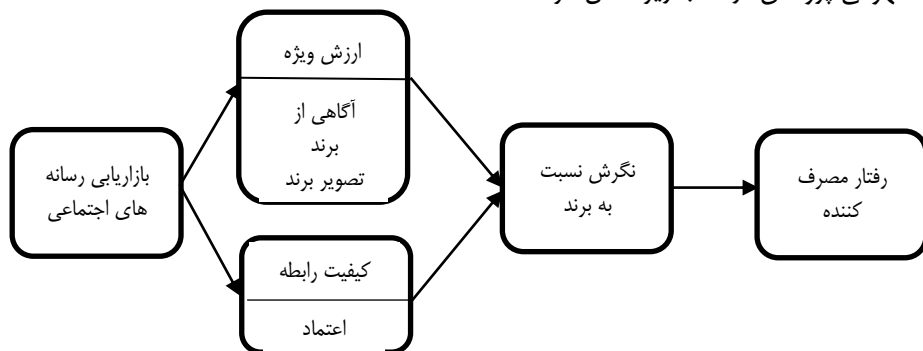 ارزش ویژه
آگاهی از
برند
تصویر برند
بازاریابی رسانه
های اجتماعی
نگرش نسبت
به برند
رفتار مصرف
کننده
کیفیت رابطه
اعتماد